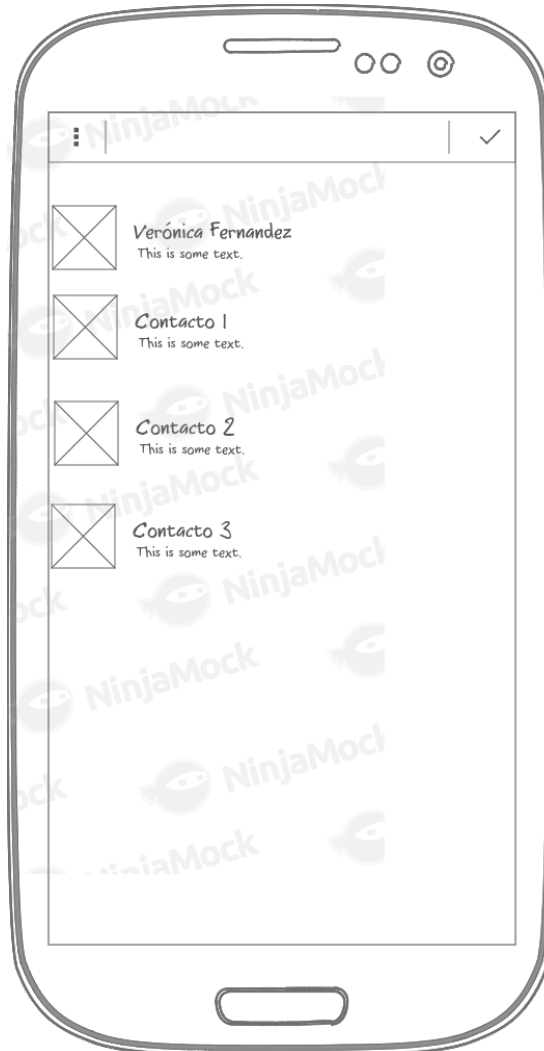 Verónica Fernandez
This is some text.
Contacto 1
This is some text.
Contacto 2
This is some text.
Contacto 3
This is some text.
NinjaMock